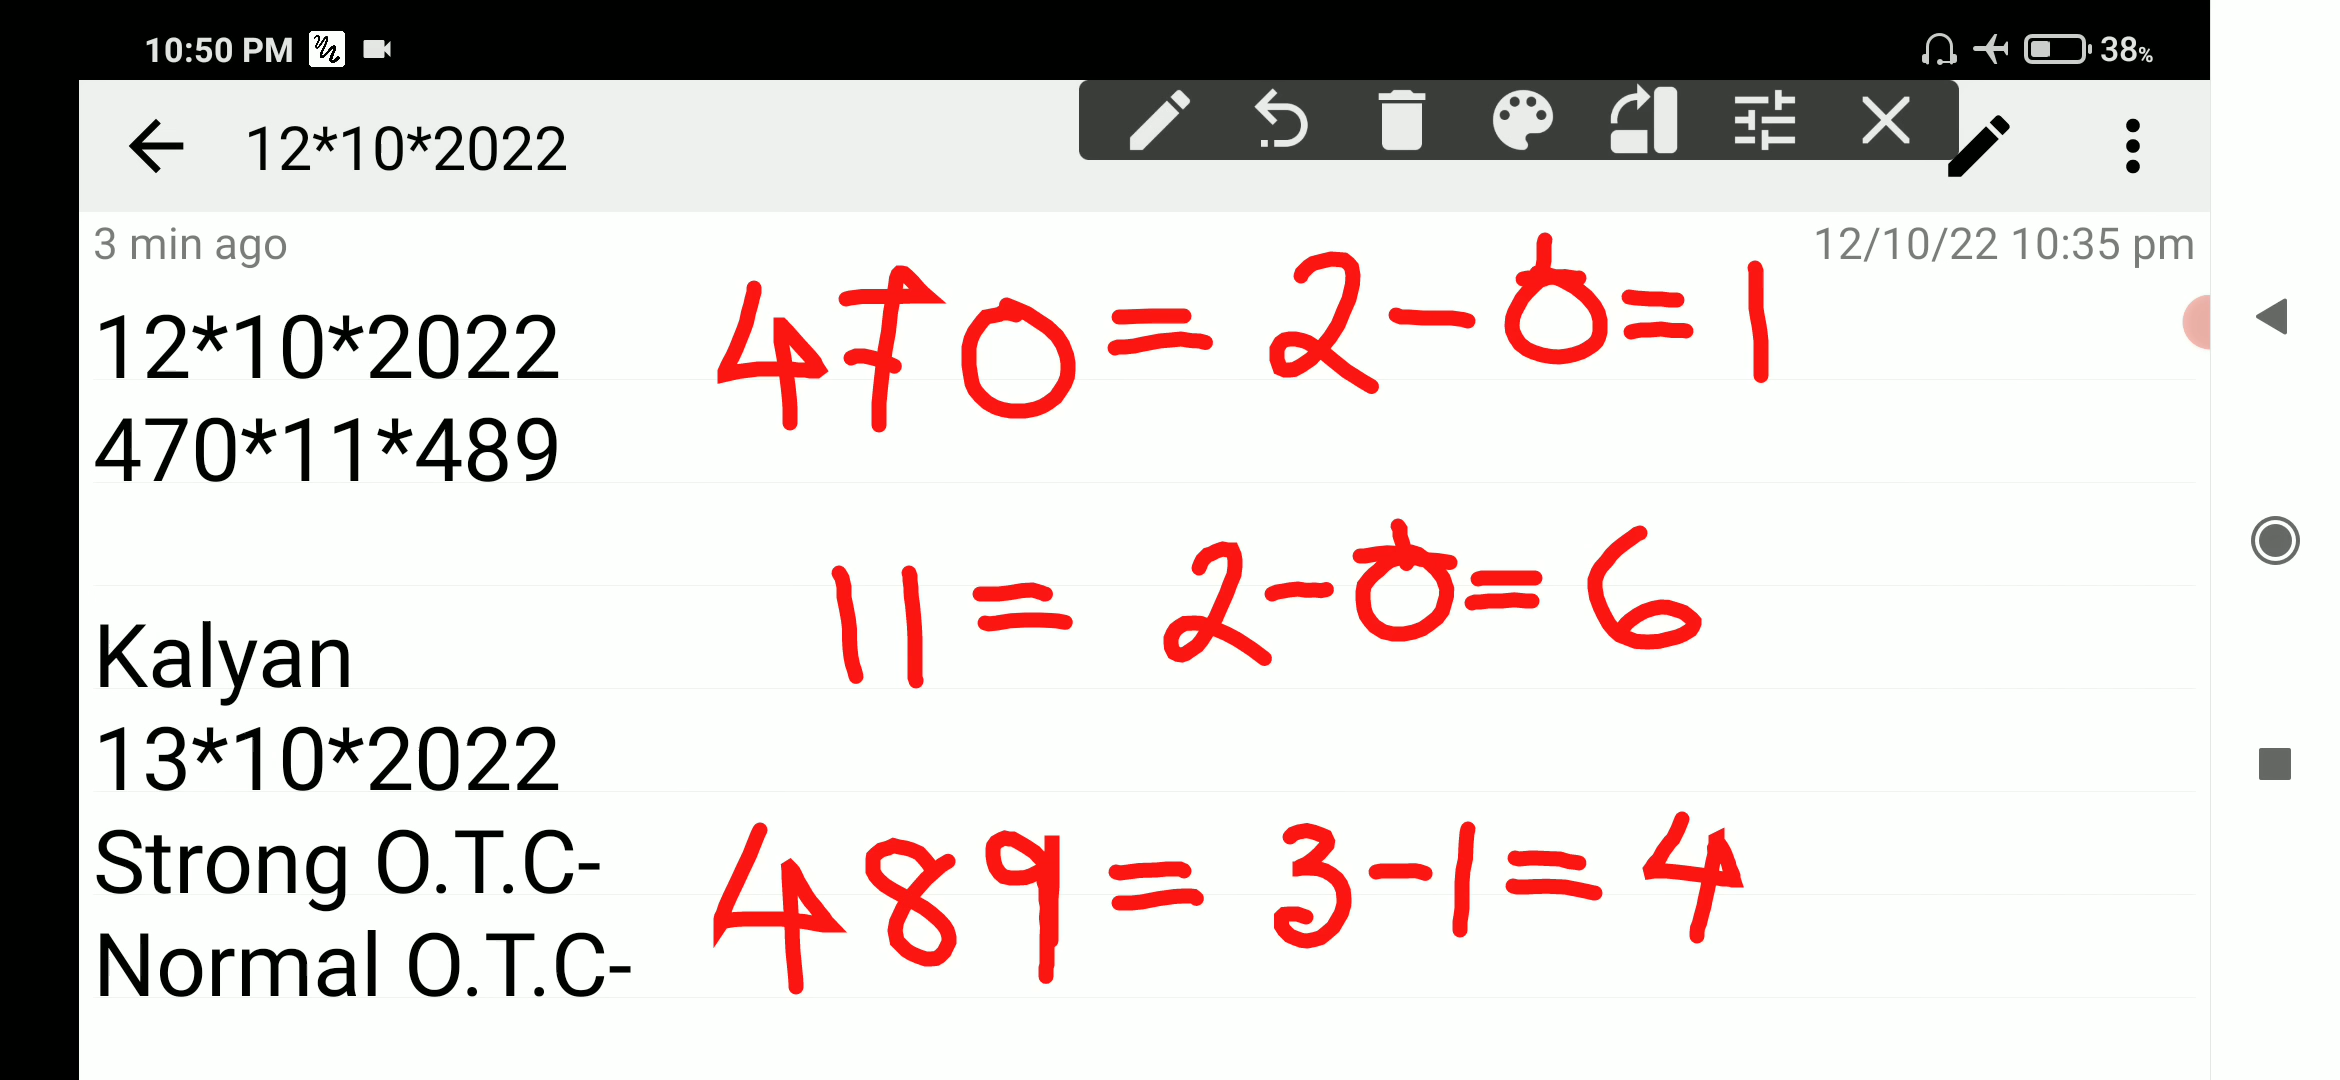 10:50 PM 38%
12*10*2022
3 min ago 12/10/22 10:35 pm
12*10*2022
470*11*489
Kalyan
13*10*2022
Strong O.T.C-
Normal O.T.C-
470=2-0=1
11=2-0=6
489=3-1=4